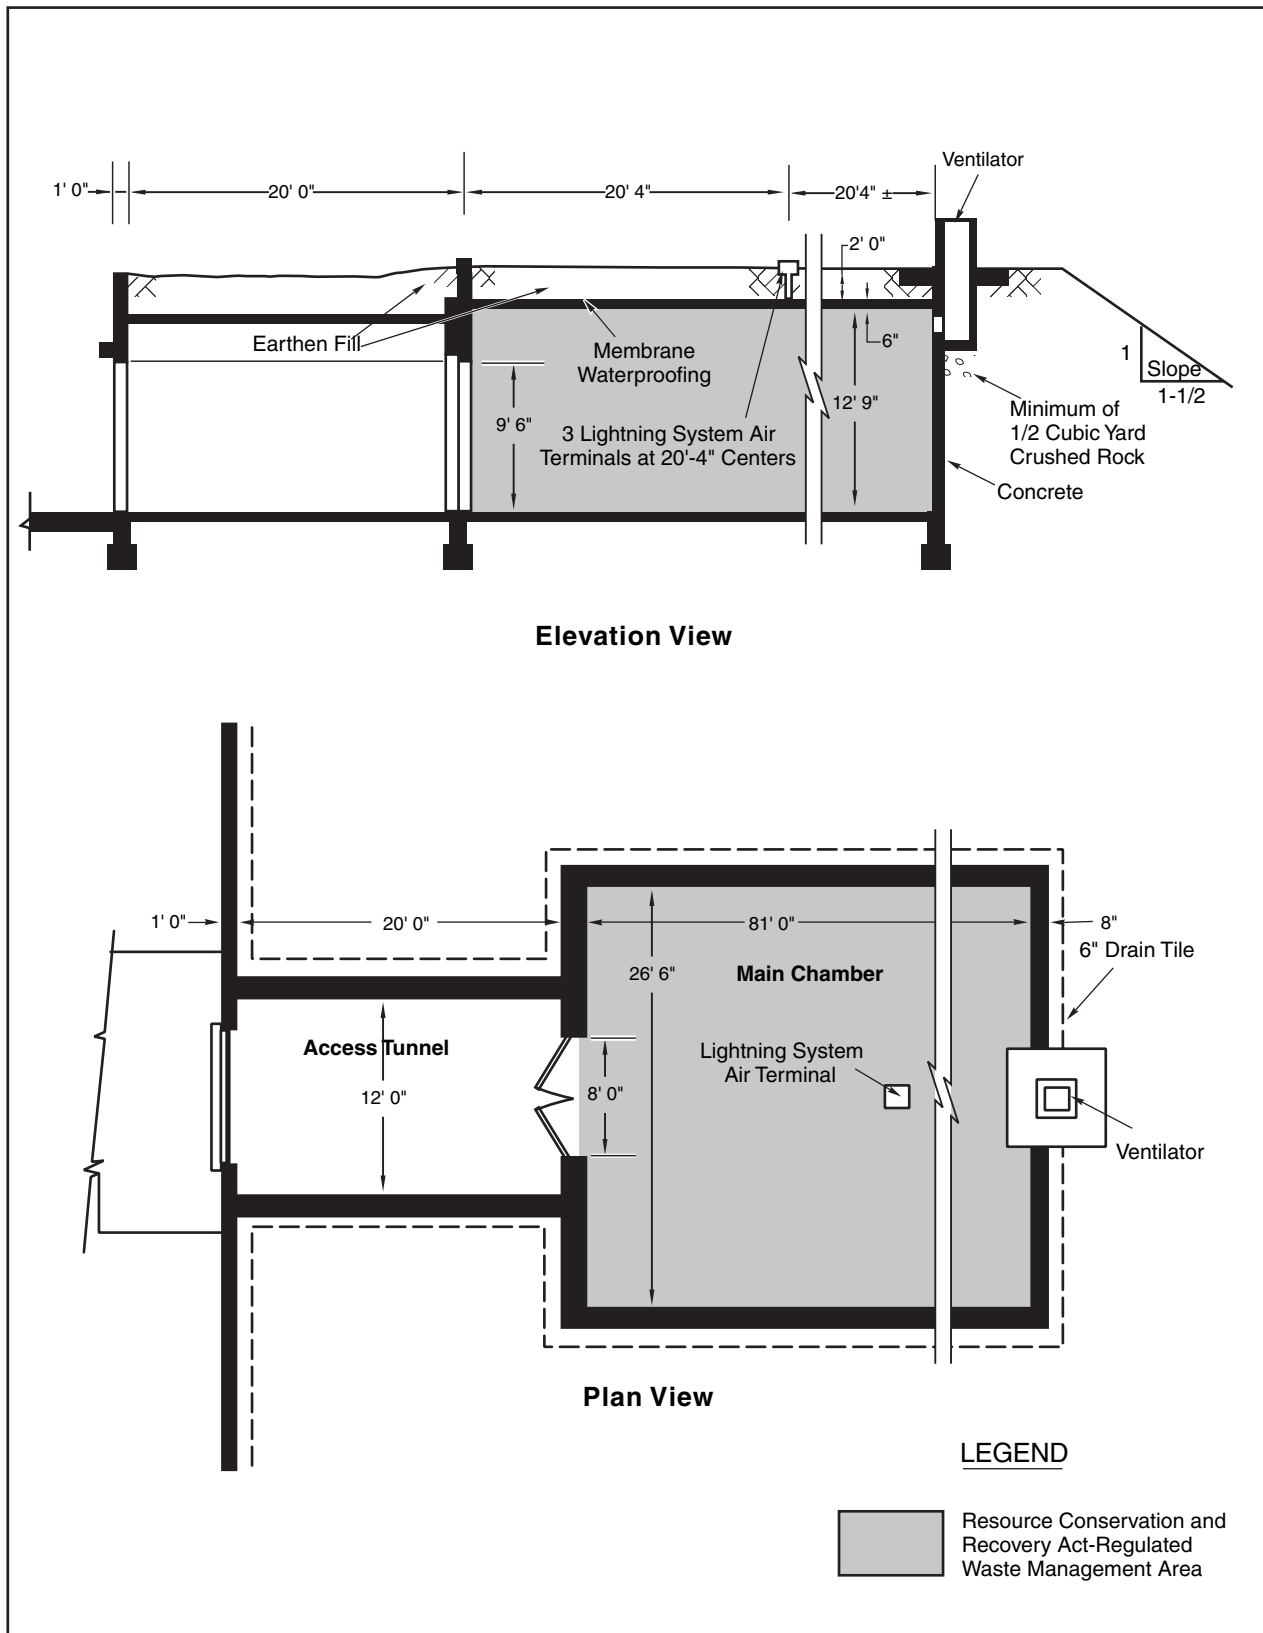 Ventilator
1' 0"
20' 0"
20' 4"
20'4" ±
2' 0"
Earthen Fill
Membrane
Waterproofing
6"
1
Slope
1-1/2
9' 6"
12' 9"
3 Lightning System Air
Terminals at 20'-4" Centers
Minimum of
1/2 Cubic Yard
Crushed Rock
Concrete
Elevation View
1' 0"
20' 0"
81' 0"
8"
6" Drain Tile
26' 6"
Main Chamber
Access Tunnel
Lightning System
Air Terminal
12' 0"
8' 0"
Ventilator
Plan View
LEGEND
Resource Conservation and
Recovery Act-Regulated
Waste Management Area